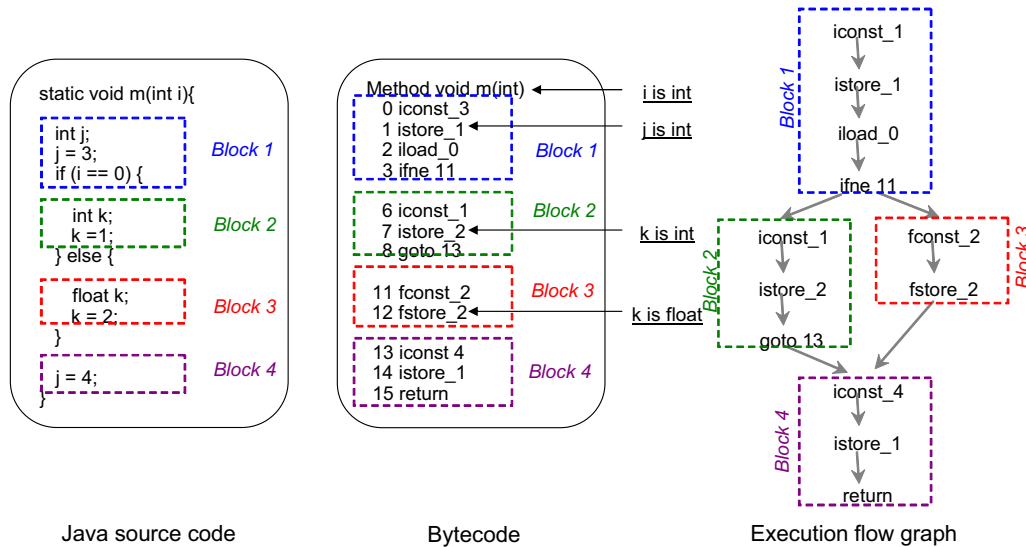 static void m(int i){
int j;
j = 3;
if (i == 0) {
Block 1
int k;
k =1;
Block 2
} else {
float k;
k = 2;
Block 3
}
j = 4;
Block 4
}
Java source code
Method void m(int)
0 iconst_3
1 istore_1
2 iload_0
3 ifne 11
Block 1
6 iconst_1
7 istore_2
8 goto 13
Block 2
11 fconst_2
12 fstore_2
Block 3
13 iconst 4
14 istore_1
15 return
Block 4
Bytecode
i is int
j is int
k is int
k is float
Block 1
iconst_1
istore_1
iload_0
ifne 11
Block 2
iconst_1
istore_2
goto 13
Block 3
fconst_2
fstore_2
Block 4
iconst_4
istore_1
return
Execution flow graph